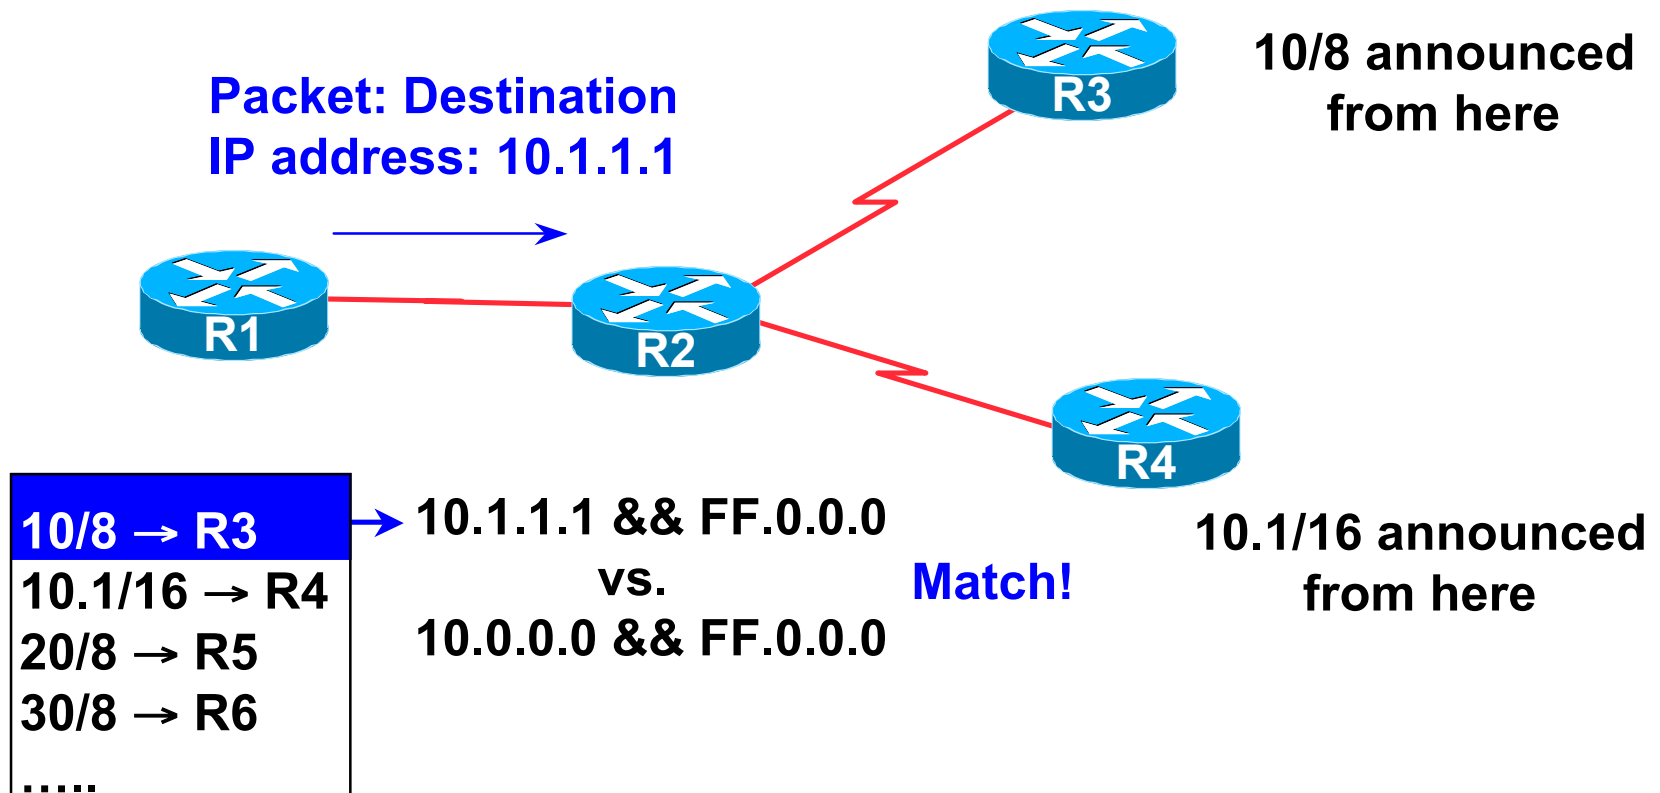 10/8 announced
from here
R3
Packet: Destination
IP address: 10.1.1.1
R1
R2
R4
10.1/16 announced
from here
10/8 → R3
10.1/16 → R4
20/8 → R5
30/8 → R6
.....
10.1.1.1 && FF.0.0.0
vs.
10.0.0.0 && FF.0.0.0
Match!